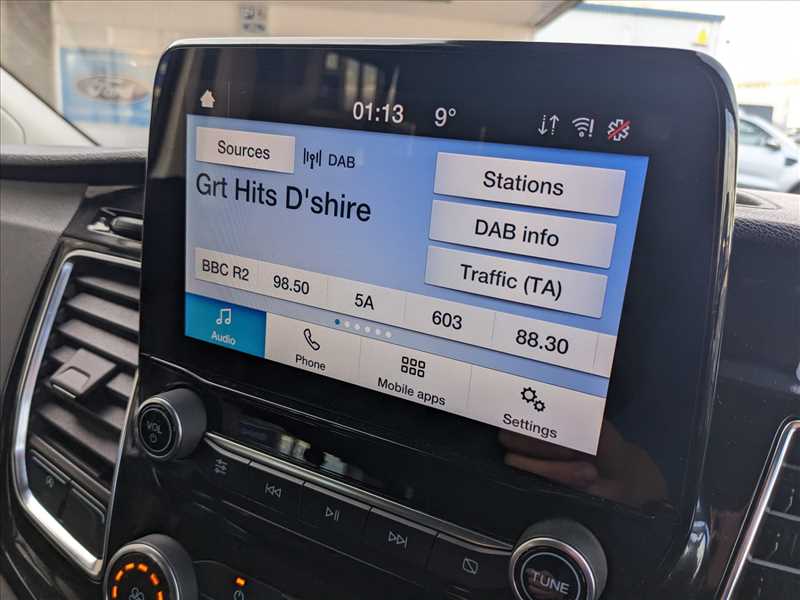 Ford
01:13 9°
Sources DAB
Grt Hits D'shire
Stations
DAB info
Traffic (TA)
BBC R2 98.50 5A 603 88.30
Audio Phone Mobile apps Settings
VOL
TUNE